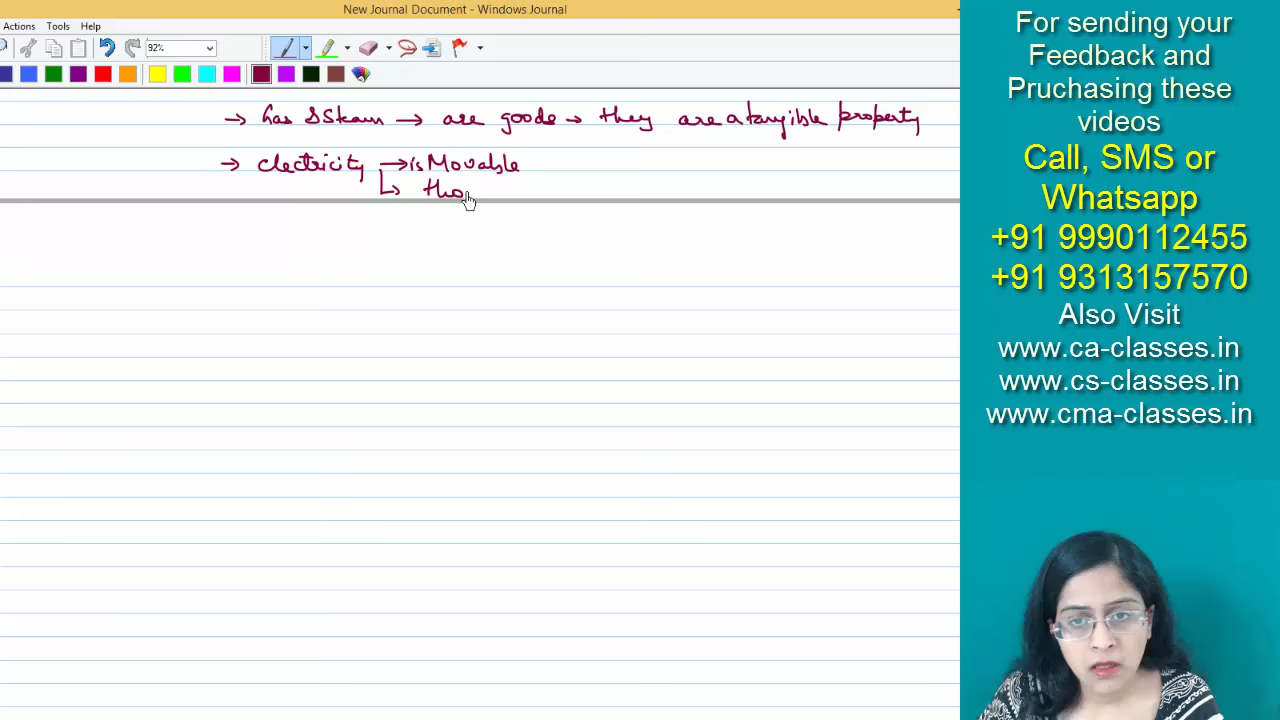 New Journal Document - Windows Journal
Actions Tools Help
92%
→ Gas & Steam → are goods → they are a tangible property
→ electricity → is Movable
↳ tho
For sending your
Feedback and
Pruchasing these
videos
Call, SMS or
Whatsapp
+91 9990112455
+91 9313157570
Also Visit
www.ca-classes.in
www.cs-classes.in
www.cma-classes.in